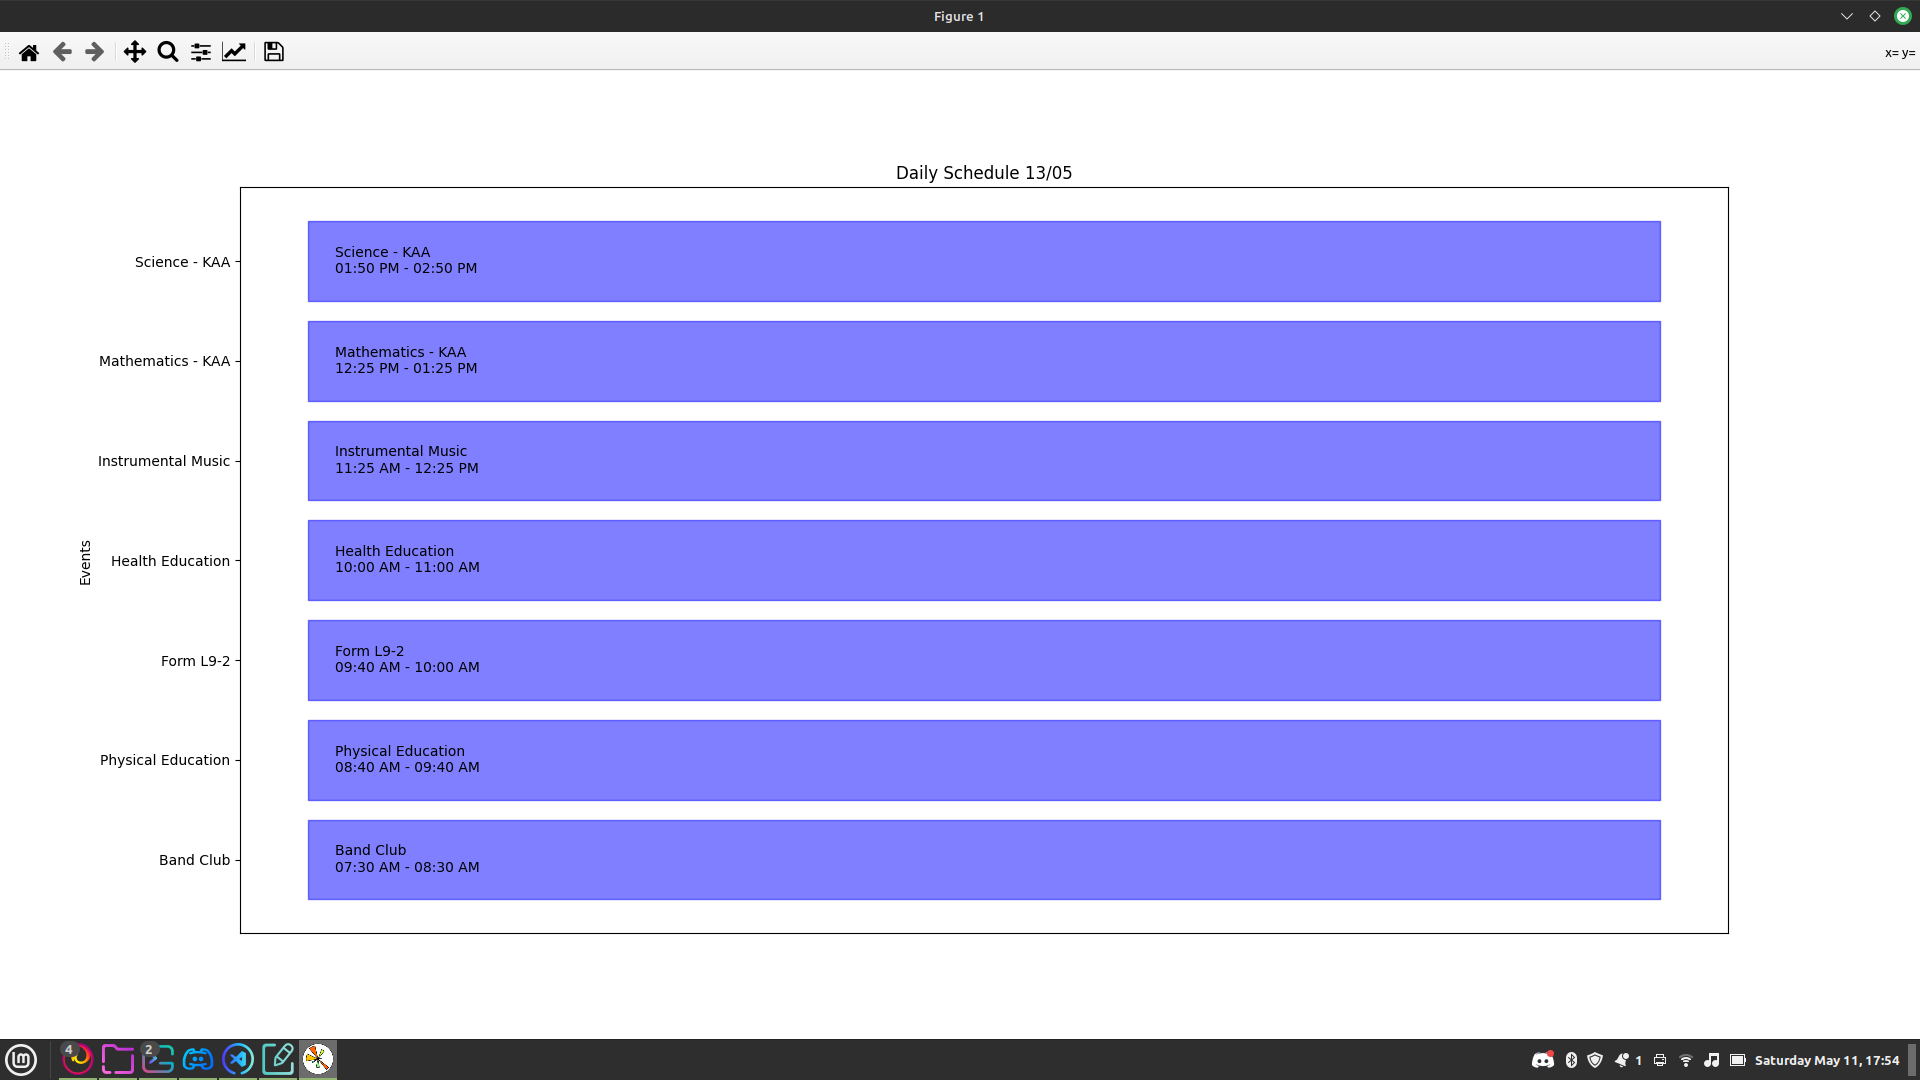 Figure 1
x= y=
Daily Schedule 13/05
Events
Science - KAA
Science - KAA
01:50 PM - 02:50 PM
Mathematics - KAA
Mathematics - KAA
12:25 PM - 01:25 PM
Instrumental Music
Instrumental Music
11:25 AM - 12:25 PM
Health Education
Health Education
10:00 AM - 11:00 AM
Form L9-2
Form L9-2
09:40 AM - 10:00 AM
Physical Education
Physical Education
08:40 AM - 09:40 AM
Band Club
Band Club
07:30 AM - 08:30 AM
lm
4
2
1
Saturday May 11, 17:54